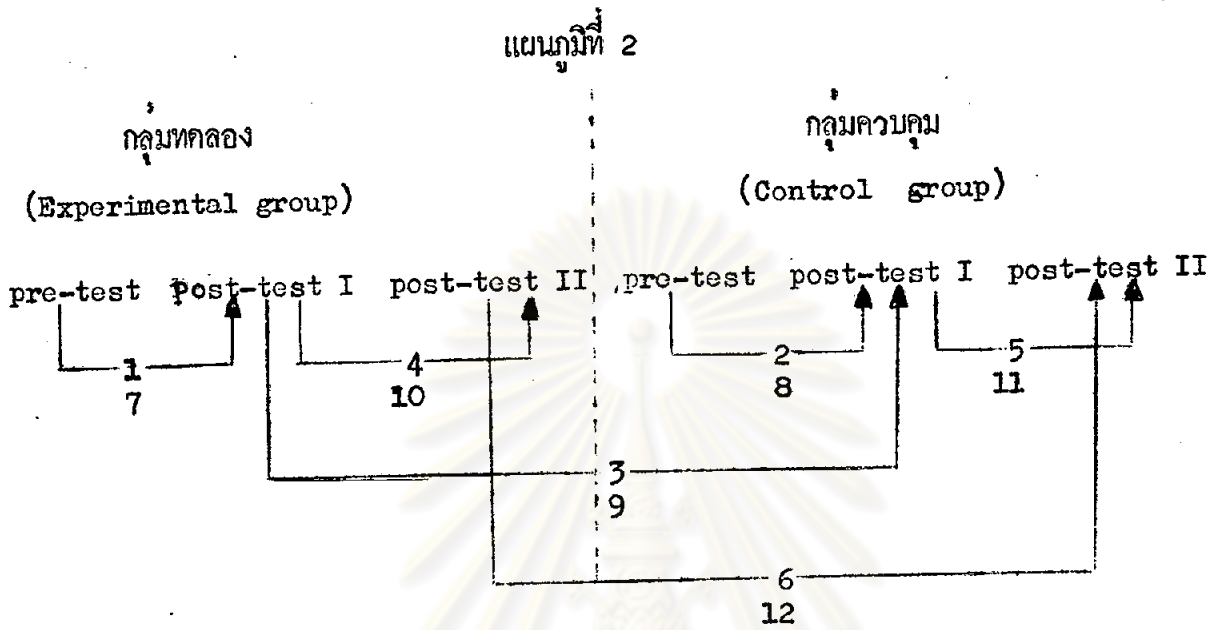 แผนภูมิที่ 2
กลุ่มทดลอง
กลุ่มควบคุม
(Experimental group)
(Control group)
pre-test post-test I post-test II pre-test post-test I post-test II
1 4 2 5
7 10 8 11
3
9
6
12